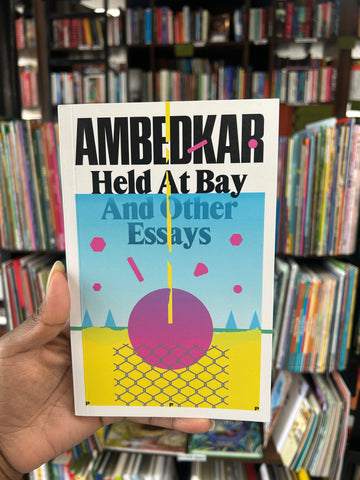 AMBEDKAR
Held At Bay
And Other
Essays
P P P P